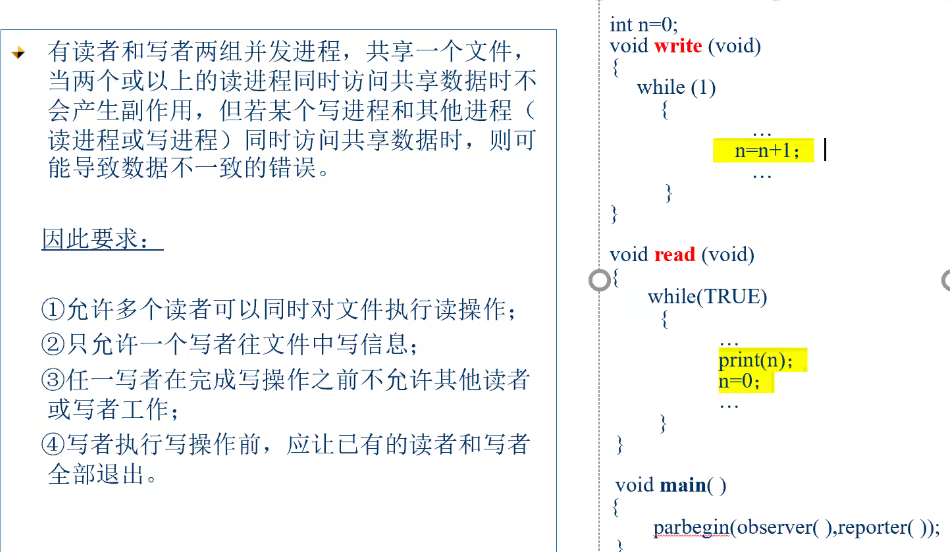 有读者和写者两组并发进程，共享一个文件，
当两个或以上的读进程同时访问共享数据时不
会产生副作用，但若某个写进程和其他进程（
读进程或写进程）同时访问共享数据时，则可
能导致数据不一致的错误。
因此要求：
①允许多个读者可以同时对文件执行读操作；
②只允许一个写者往文件中写信息；
③任一写者在完成写操作之前不允许其他读者
或写者工作；
④写者执行写操作前，应让已有的读者和写者
全部退出。
int n=0;
void write (void)
{
while (1)
{
…
n=n+1；
…
}
}
void read (void)
{
while(TRUE)
{
…
print(n)；
n=0；
…
}
}
void main( )
{
parbegin(observer( ),reporter( ));
}